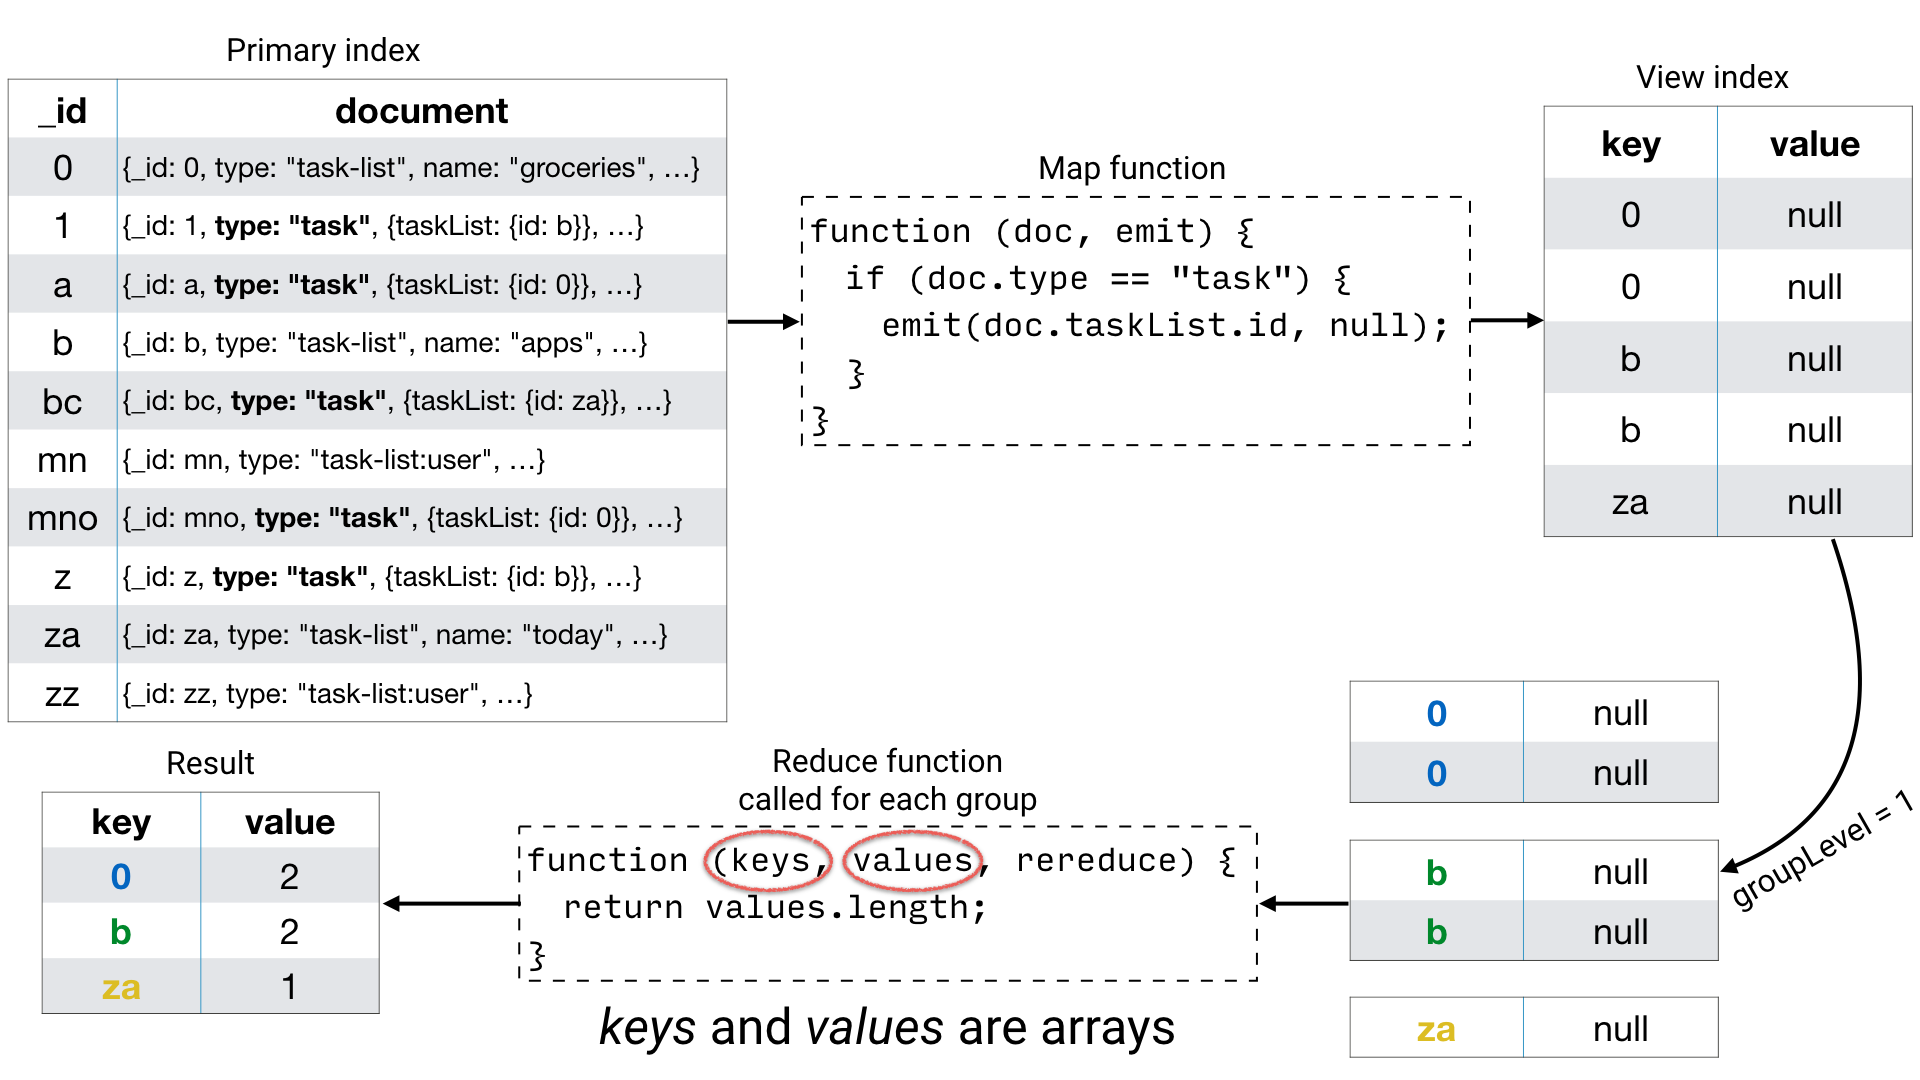 Primary index
_id document
0 {_id: 0, type: "task-list", name: "groceries", …}
1 {_id: 1, type: "task", {taskList: {id: b}}, …}
a {_id: a, type: "task", {taskList: {id: 0}}, …}
b {_id: b, type: "task-list", name: "apps", …}
bc {_id: bc, type: "task", {taskList: {id: za}}, …}
mn {_id: mn, type: "task-list:user", …}
mno {_id: mno, type: "task", {taskList: {id: 0}}, …}
z {_id: z, type: "task", {taskList: {id: b}}, …}
za {_id: za, type: "task-list", name: "today", …}
zz {_id: zz, type: "task-list:user", …}
Map function
function (doc, emit) {
if (doc.type == "task") {
emit(doc.taskList.id, null);
}
}
View index
key value
0 null
0 null
b null
b null
za null
groupLevel = 1
0 null
0 null
b null
b null
za null
Reduce function
called for each group
function (keys, values, rereduce) {
return values.length;
}
keys and values are arrays
Result
key value
0 2
b 2
za 1